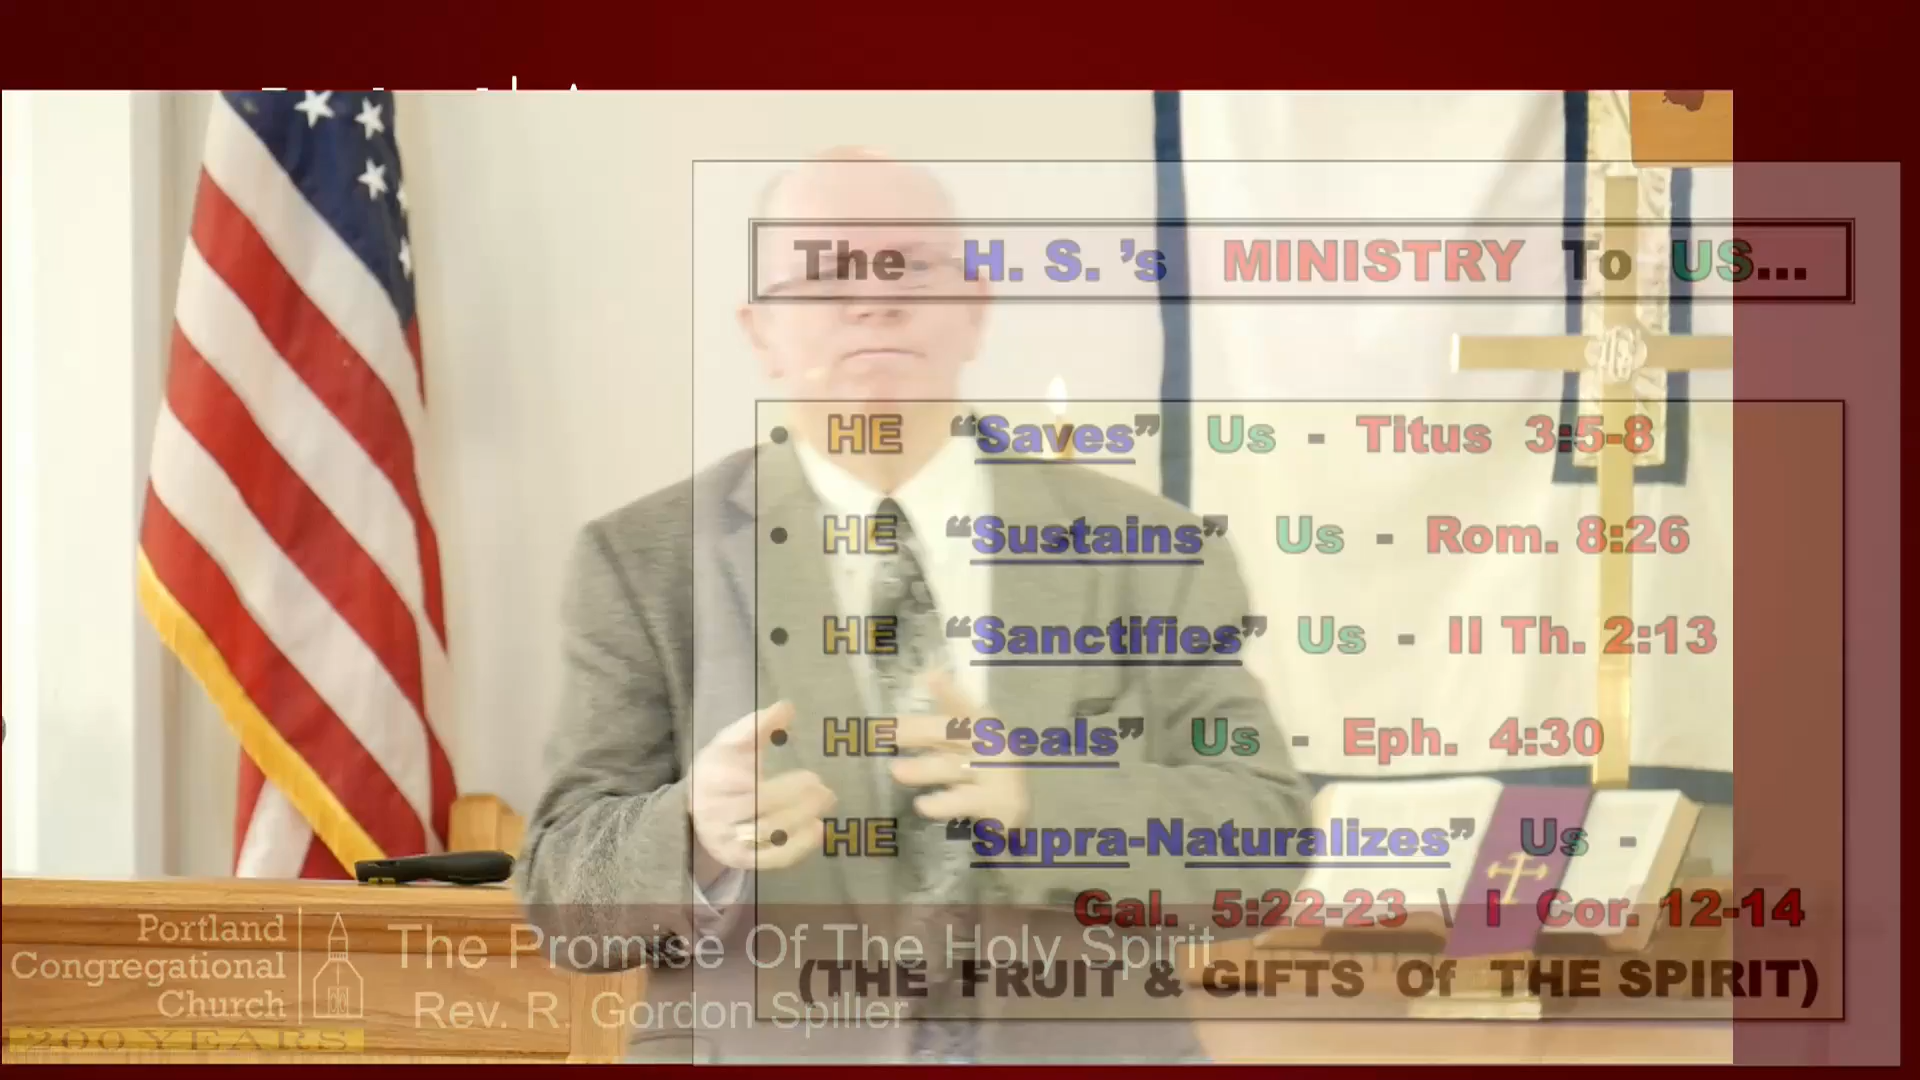 The H. S. 's MINISTRY To US...
• HE “Saves” Us - Titus 3:5-8
• HE “Sustains” Us - Rom. 8:26
• HE “Sanctifies” Us - II Th. 2:13
• HE “Seals” Us - Eph. 4:30
• HE “Supra-Naturalizes” Us -
Gal. 5:22-23 \ I Cor. 12-14
(THE FRUIT & GIFTS Of THE SPIRIT)
Portland
Congregational
Church
200 YEARS
The Promise Of The Holy Spirit
Rev. R. Gordon Spiller